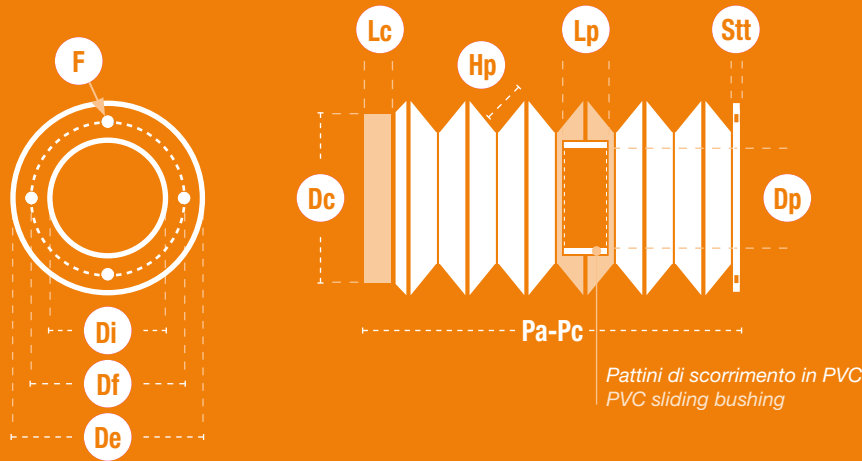 Lc
Lp
Stt
F
Hp
Dc
Dp
Di
Pa-Pc
Df
Pattini di scorrimento in PVC
PVC sliding bushing
De